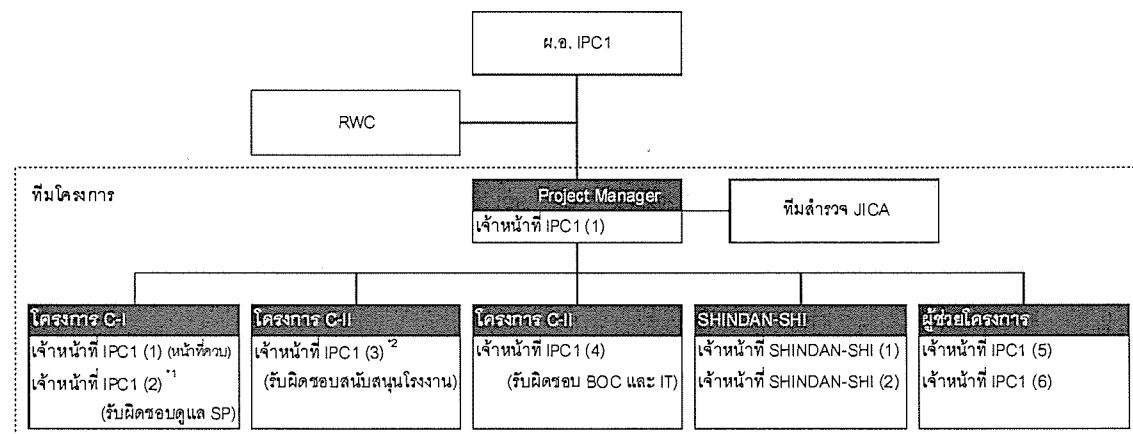 ผ.อ. IPC1
RWC
ทีมโครงการ
Project Manager
เจ้าหน้าที่ IPC1 (1)
ทีมสำรวจ JICA
โครงการ C-I
เจ้าหน้าที่ IPC1 (1) (หน้าที่ควบ)
เจ้าหน้าที่ IPC1 (2) *1
(รับผิดชอบดูแล SP)
โครงการ C-II
เจ้าหน้าที่ IPC1 (3) *2
(รับผิดชอบสนับสนุนโรงงาน)
โครงการ C-II
เจ้าหน้าที่ IPC1 (4)
(รับผิดชอบ BOC และ IT)
SHINDAN-SHI
เจ้าหน้าที่ SHINDAN-SHI (1)
เจ้าหน้าที่ SHINDAN-SHI (2)
ผู้ช่วยโครงการ
เจ้าหน้าที่ IPC1 (5)
เจ้าหน้าที่ IPC1 (6)